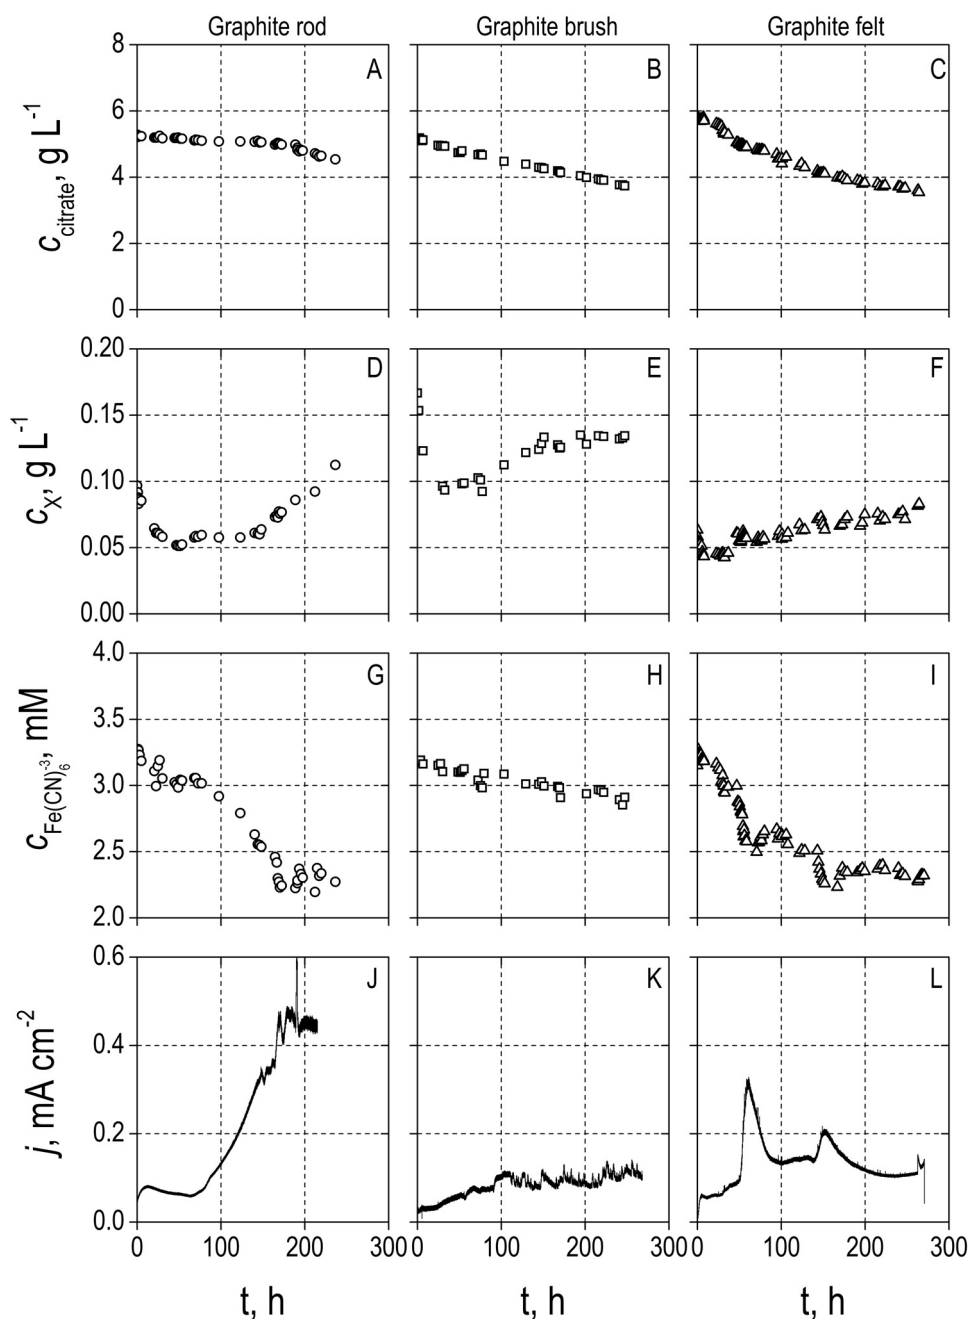 Graphite rod Graphite brush Graphite felt
c_citrate, g L⁻¹
8 A B C
6
4
2
0
c_X, g L⁻¹
0.20 D E F
0.15
0.10
0.05
0.00
c_Fe(CN)₆⁻³, mM
4.0 G H I
3.5
3.0
2.5
2.0
j, mA cm⁻²
0.6 J K L
0.4
0.2
0.0
0 100 200 300 0 100 200 300 0 100 200 300
t, h t, h t, h